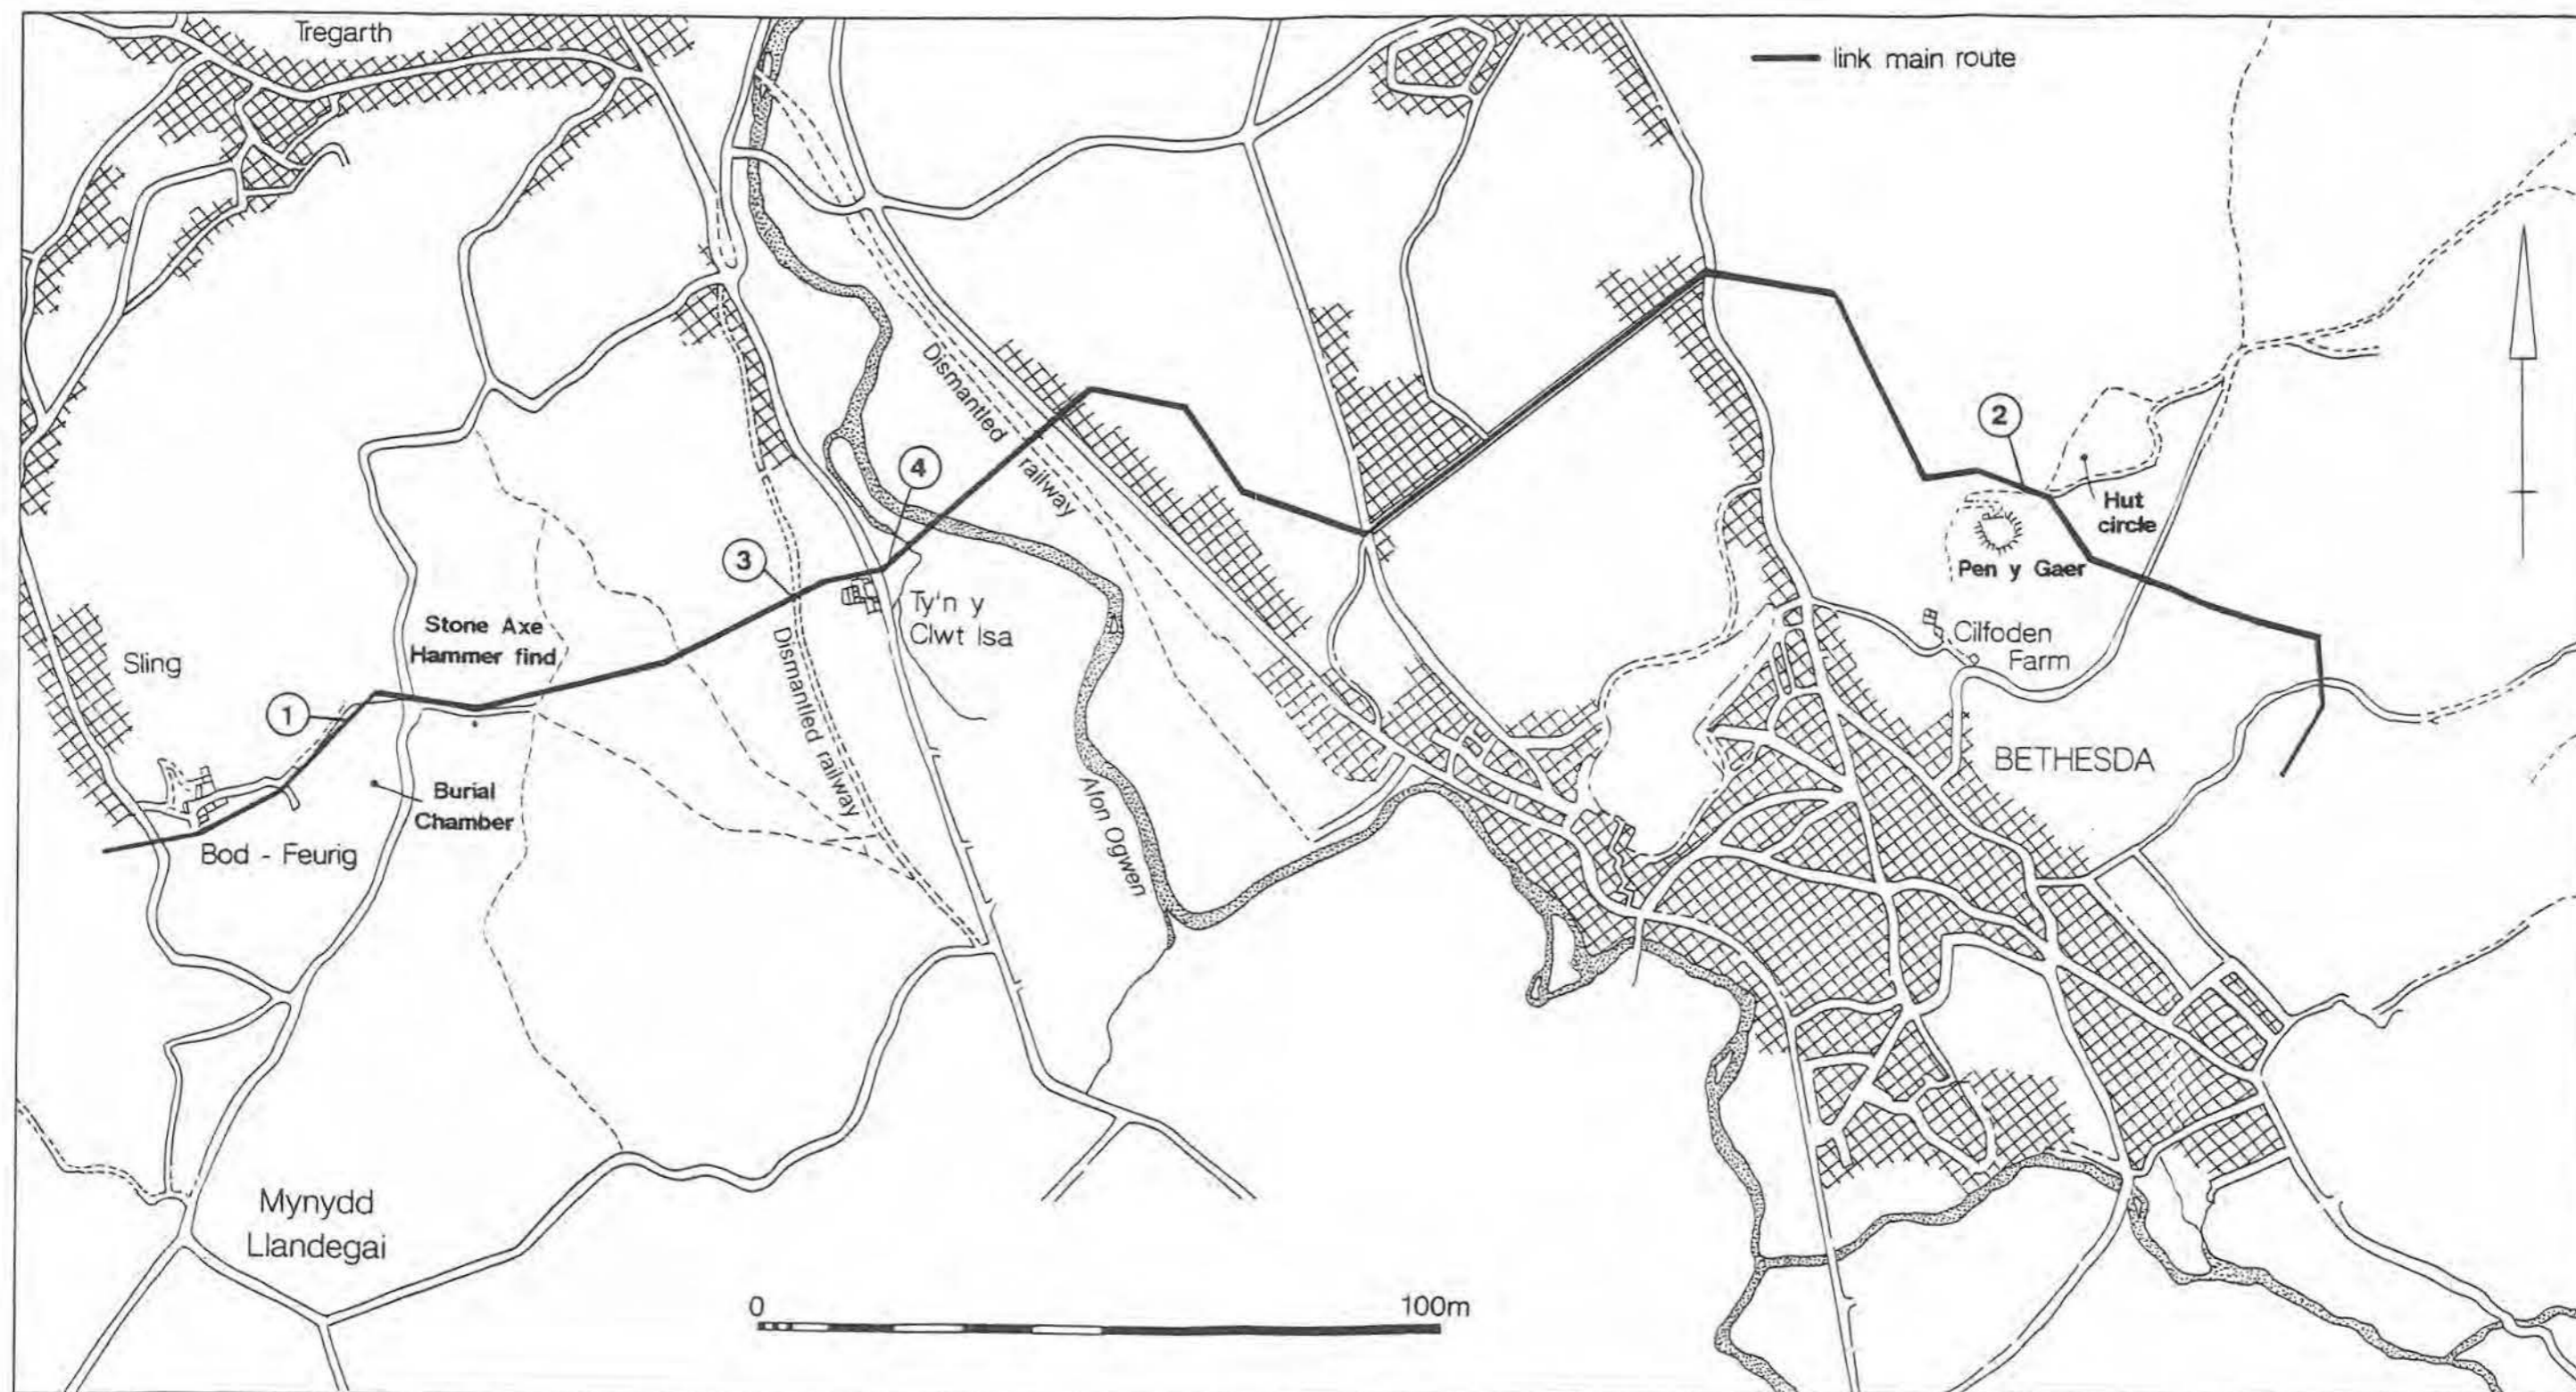 Tregarth
link main route
Dismantled
railway
2
4
Hut
circle
3
Pen y Gaer
Ty'n y
Clwt Isa
Stone Axe
Hammer find
Cilfoden
Farm
Sling
Dismantled railway
1
BETHESDA
Burial
Chamber
Afon Ogwen
Bod - Feurig
Mynydd
Llandegai
0
100m